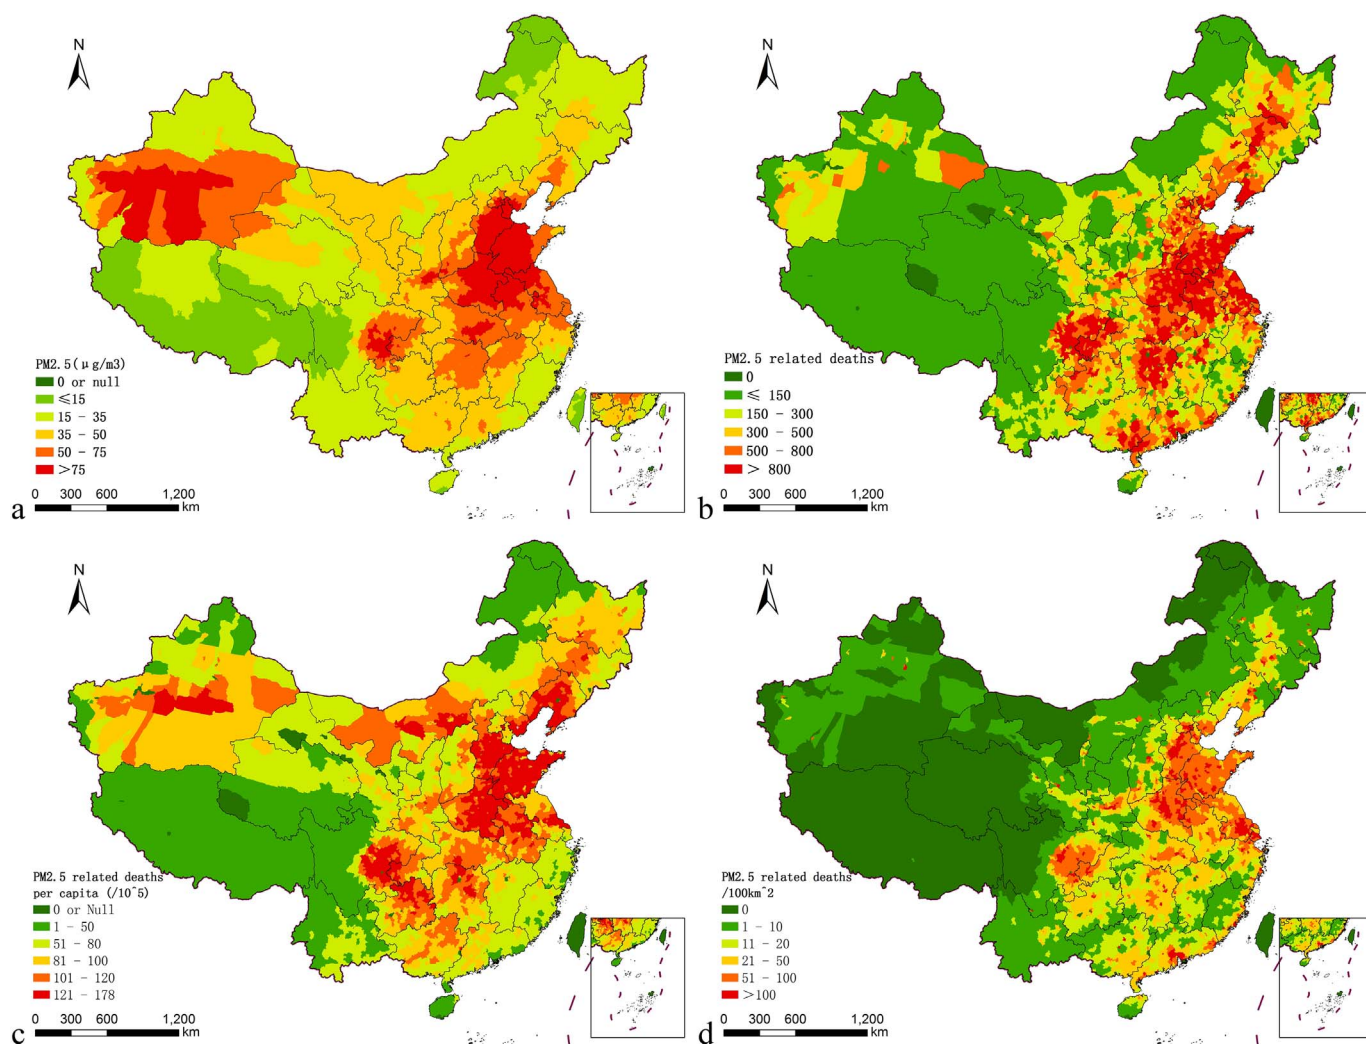 N
PM2.5(μg/m3)
0 or null
≤15
15 - 35
35 - 50
50 - 75
>75
0 300 600 1,200
km
a
N
PM2.5 related deaths
0
≤ 150
150 - 300
300 - 500
500 - 800
> 800
0 300 600 1,200
km
b
N
PM2.5 related deaths
per capita (/10^5)
0 or Null
1 - 50
51 - 80
81 - 100
101 - 120
121 - 178
0 300 600 1,200
km
c
N
PM2.5 related deaths
/100km^2
0
1 - 10
11 - 20
21 - 50
51 - 100
>100
0 300 600 1,200
km
d